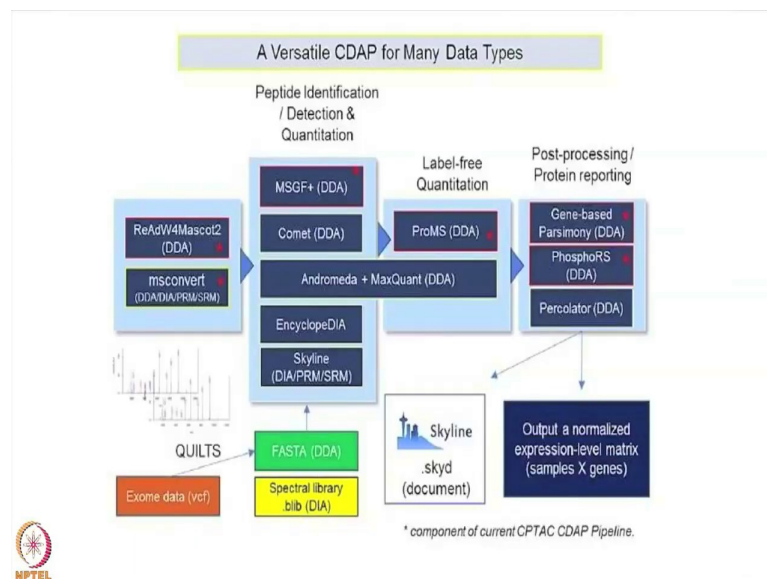 A Versatile CDAP for Many Data Types
Peptide Identification
/ Detection &
Quantitation
Label-free
Quantitation
Post-processing /
Protein reporting
ReAdW4Mascot2
(DDA) *
msconvert *
(DDA/DIA/PRM/SRM)
MSGF+ (DDA) *
Comet (DDA)
Andromeda + MaxQuant (DDA)
EncyclopeDIA
Skyline
(DIA/PRM/SRM)
ProMS (DDA) *
Gene-based *
Parsimony (DDA)
PhosphoRS *
(DDA)
Percolator (DDA)
QUILTS
Exome data (vcf)
FASTA (DDA)
Spectral library
.blib (DIA)
Skyline
.skyd
(document)
Output a normalized
expression-level matrix
(samples X genes)
* component of current CPTAC CDAP Pipeline.
NPTEL